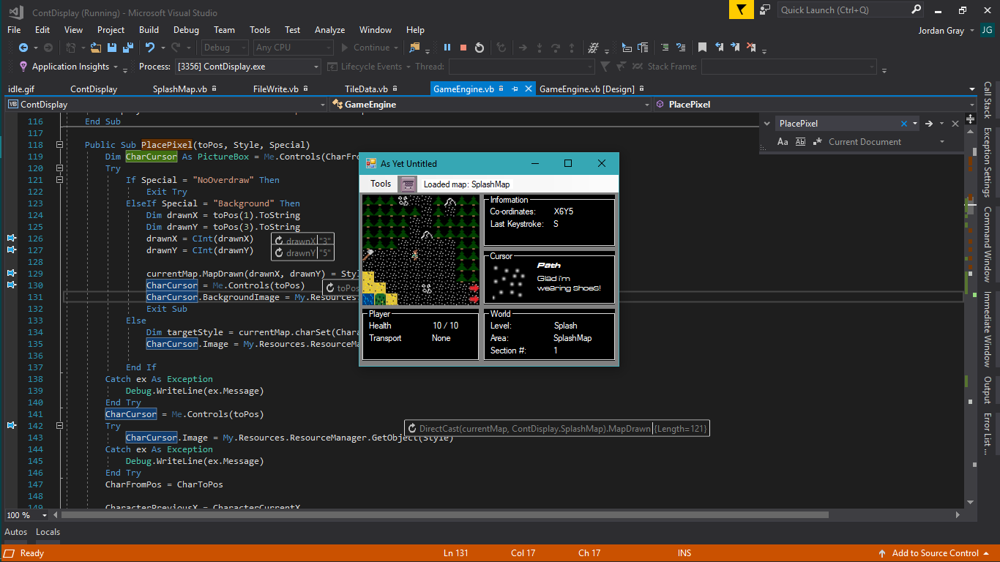 ContDisplay (Running) - Microsoft Visual Studio
Quick Launch (Ctrl+Q)
File Edit View Project Build Debug Team Tools Test Analyze Window Help
Jordan Gray JG
Debug Any CPU Continue
Application Insights Process: [3356] ContDisplay.exe Lifecycle Events Thread: Stack Frame:
idle.gif ContDisplay SplashMap.vb FileWrite.vb TileData.vb GameEngine.vb GameEngine.vb [Design]
VB ContDisplay GameEngine PlacePixel
PlacePixel
Aa Ab Current Document
116 End Sub
117
118 Public Sub PlacePixel(toPos, Style, Special)
119 Dim CharCursor As PictureBox = Me.Controls(CharFro
120 Try
121 If Special = "NoOverdraw" Then
122 Exit Try
123 ElseIf Special = "Background" Then
124 Dim drawnX = toPos(1).ToString
125 Dim drawnY = toPos(3).ToString
126 drawnX = CInt(drawnX) drawnX "3"
127 drawnY = CInt(drawnY) drawnY "5"
128
129 currentMap.MapDrawn(drawnX, drawnY) = Styl
130 CharCursor = Me.Controls(toPos) toPos
131 CharCursor.BackgroundImage = My.Resources
132 Exit Sub
133 Else
134 Dim targetStyle = currentMap.charSet(Chara
135 CharCursor.Image = My.Resources.ResourceMa
136
137 End If
138 Catch ex As Exception
139 Debug.WriteLine(ex.Message)
140 End Try
141 CharCursor = Me.Controls(toPos)
142 Try DirectCast(currentMap, ContDisplay.SplashMap).MapDrawn {Length=121}
143 CharCursor.Image = My.Resources.ResourceManager.GetObject(Style)
144 Catch ex As Exception
145 Debug.WriteLine(ex.Message)
146 End Try
147 CharFromPos = CharToPos
148
149 CharacterPreviousX = CharacterCurrentX
As Yet Untitled
Tools Loaded map: SplashMap
Information
Co-ordinates: X6Y5
Last Keystroke: S
Cursor
Path
Glad i'm
wearing shoes!
Player
Health 10 / 10
Transport None
World
Level: Splash
Area: SplashMap
Section #: 1
Call Stack
Exception Settings
Command Window
Immediate Window
Output
Error List ...
100 %
Autos Locals
Ready Ln 131 Col 17 Ch 17 INS Add to Source Control